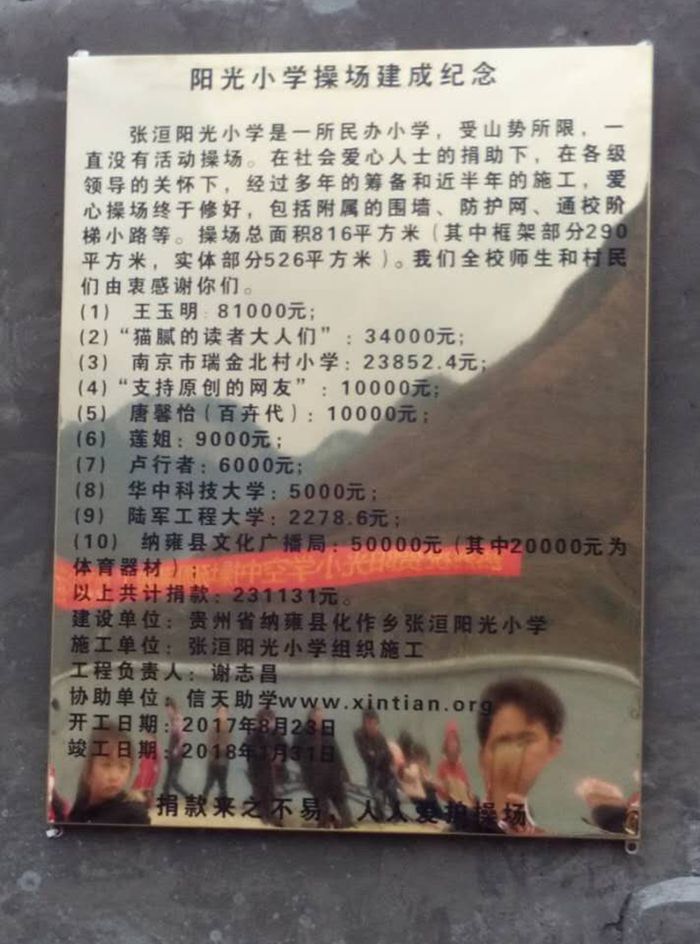 阳光小学操场建成纪念
张洹阳光小学是一所民办小学，受山势所限，一
直没有活动操场。在社会爱心人士的捐助下，在各级
领导的关怀下，经过多年的筹备和近半年的施工，爱
心操场终于修好，包括附属的围墙、防护网、通校阶
梯小路等。操场总面积816平方米（其中框架部分290
平方米，实体部分526平方米）。我们全校师生和村民
们由衷感谢你们。
(1) 王玉明：81000元；
(2)“猫腻的读者大人们”：34000元；
(3) 南京市瑞金北村小学：23852.4元；
(4)“支持原创的网友”：10000元；
(5) 唐馨怡（百卉代）：10000元；
(6) 莲姐：9000元；
(7) 卢行者：6000元；
(8) 华中科技大学：5000元；
(9) 陆军工程大学：2278.6元；
(10) 纳雍县文化广播局：50000元（其中20000元为
体育器材）；
以上共计捐款：231131元。
建设单位：贵州省纳雍县化作乡张洹阳光小学
施工单位：张洹阳光小学组织施工
工程负责人：谢志昌
协助单位：信天助学www.xintian.org
开工日期：2017年8月23日
竣工日期：2018年1月31日
捐款来之不易，人人爱护操场